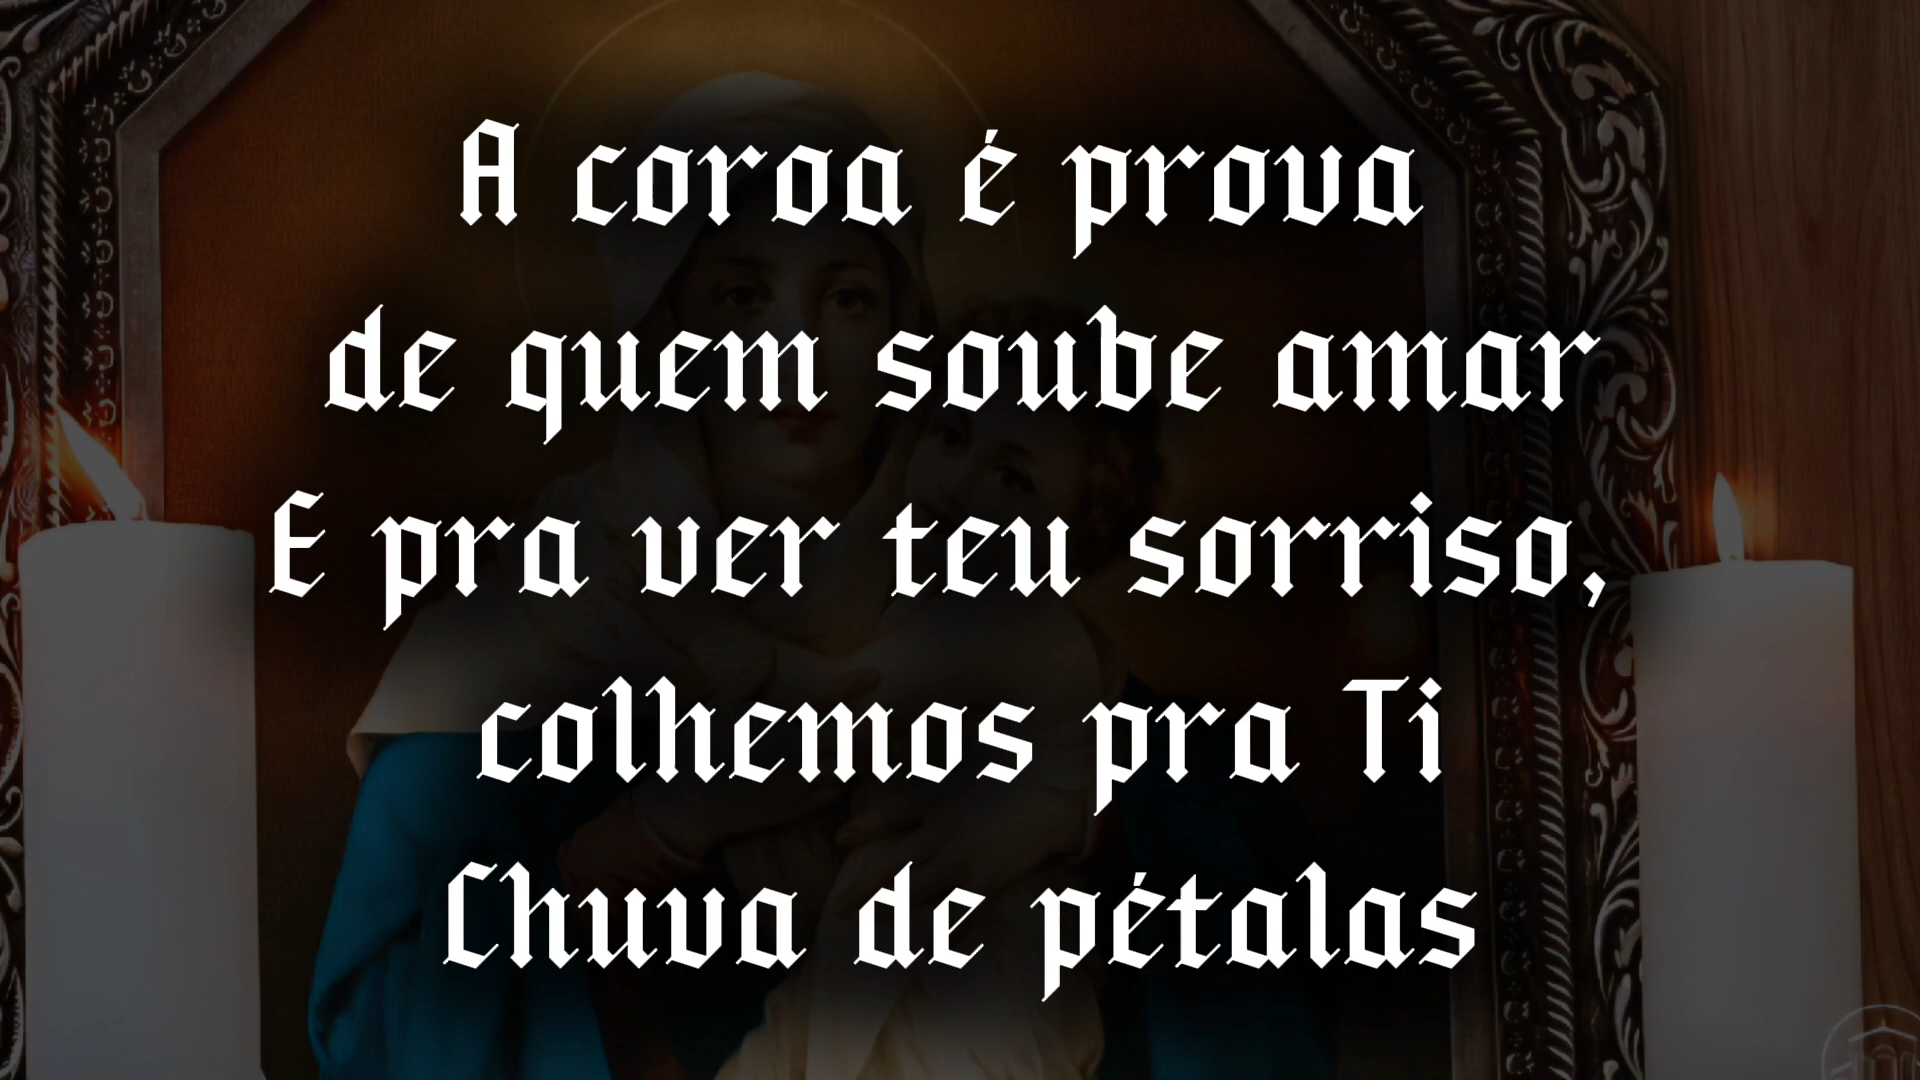 A coroa é prova
de quem soube amar
E pra ver teu sorriso,
colhemos pra Ti
Chuva de pétalas